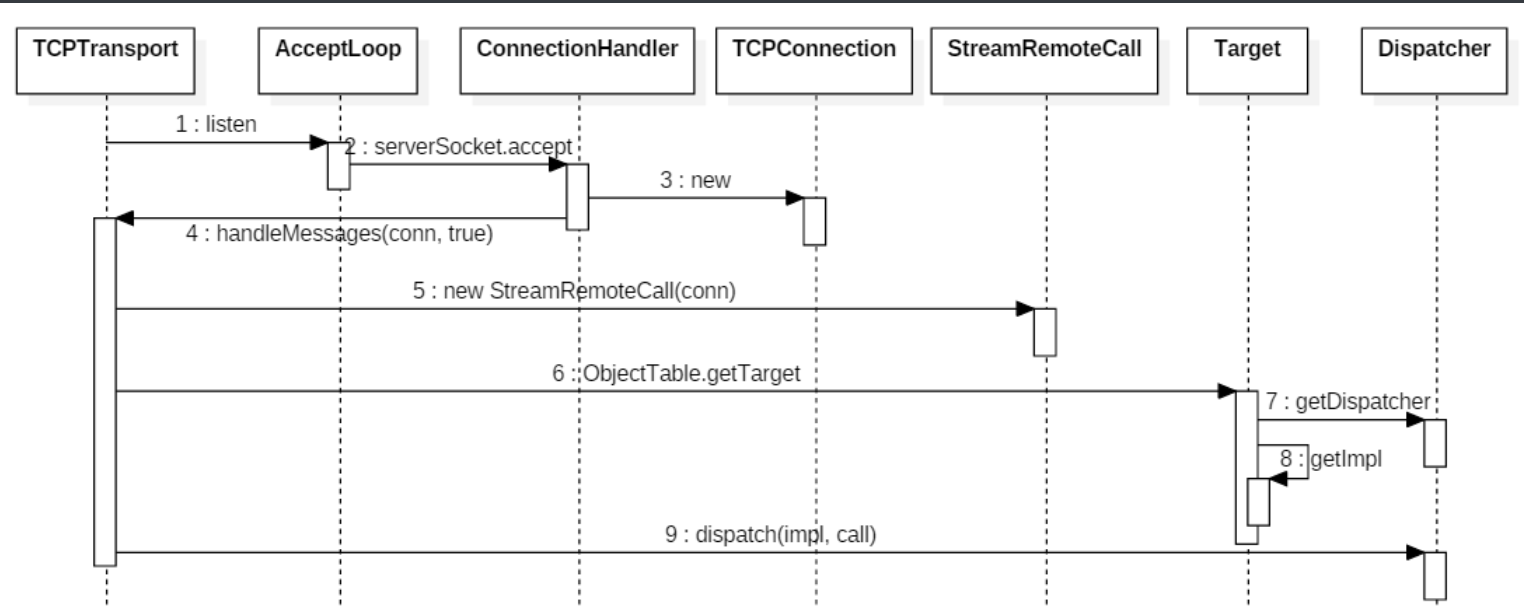 TCPTransport
AcceptLoop
ConnectionHandler
TCPConnection
StreamRemoteCall
Target
Dispatcher
1 : listen
2 : serverSocket.accept
3 : new
4 : handleMessages(conn, true)
5 : new StreamRemoteCall(conn)
6 : ObjectTable.getTarget
7 : getDispatcher
8 : getImpl
9 : dispatch(impl, call)